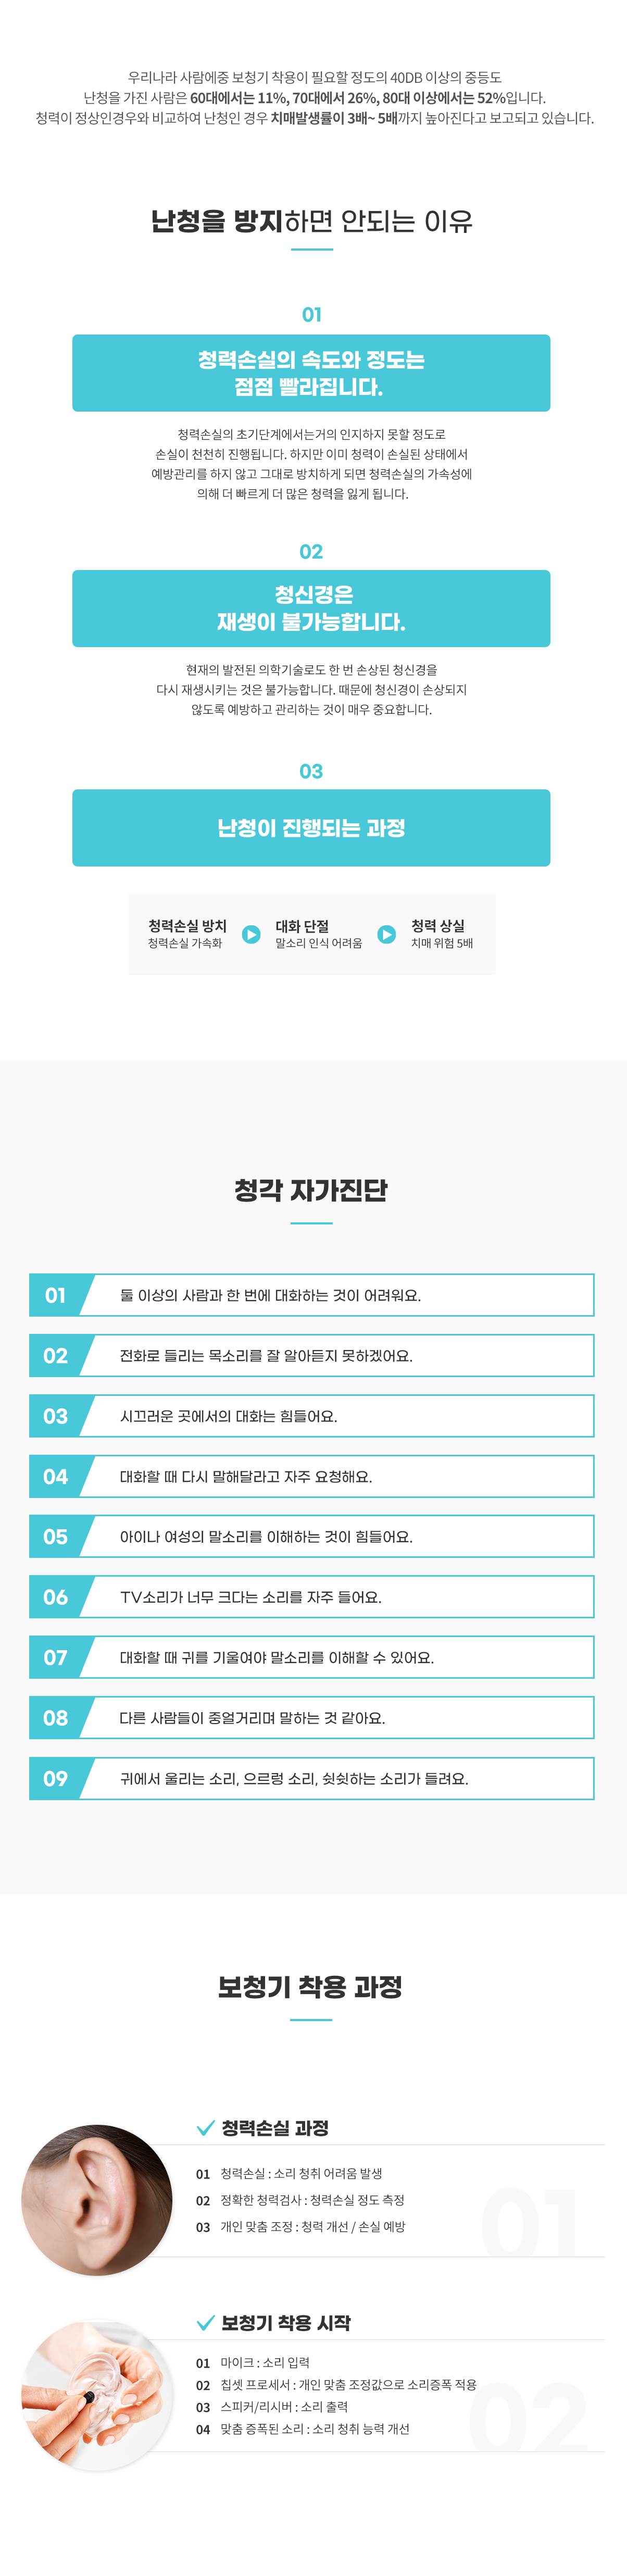 우리나라 사람에중 보청기 착용이 필요할 정도의 40DB 이상의 중등도
난청을 가진 사람은 60대에서는 11%, 70대에서 26%, 80대 이상에서는 52%입니다.
청력이 정상인경우와 비교하여 난청인 경우 치매발생률이 3배~ 5배까지 높아진다고 보고되고 있습니다.
난청을 방지하면 안되는 이유
01
청력손실의 속도와 정도는
점점 빨라집니다.
청력손실의 초기단계에서는거의 인지하지 못할 정도로
손실이 천천히 진행됩니다. 하지만 이미 청력이 손실된 상태에서
예방관리를 하지 않고 그대로 방치하게 되면 청력손실의 가속성에
의해 더 빠르게 더 많은 청력을 잃게 됩니다.
02
청신경은
재생이 불가능합니다.
현재의 발전된 의학기술로도 한 번 손상된 청신경을
다시 재생시키는 것은 불가능합니다. 때문에 청신경이 손상되지
않도록 예방하고 관리하는 것이 매우 중요합니다.
03
난청이 진행되는 과정
청력손실 방치
청력손실 가속화
대화 단절
말소리 인식 어려움
청력 상실
치매 위험 5배
청각 자가진단
01 둘 이상의 사람과 한 번에 대화하는 것이 어려워요.
02 전화로 들리는 목소리를 잘 알아듣지 못하겠어요.
03 시끄러운 곳에서의 대화는 힘들어요.
04 대화할 때 다시 말해달라고 자주 요청해요.
05 아이나 여성의 말소리를 이해하는 것이 힘들어요.
06 TV소리가 너무 크다는 소리를 자주 들어요.
07 대화할 때 귀를 기울여야 말소리를 이해할 수 있어요.
08 다른 사람들이 중얼거리며 말하는 것 같아요.
09 귀에서 울리는 소리, 으르렁 소리, 쉿쉿하는 소리가 들려요.
보청기 착용 과정
청력손실 과정
01 청력손실 : 소리 청취 어려움 발생
02 정확한 청력검사 : 청력손실 정도 측정
03 개인 맞춤 조정 : 청력 개선 / 손실 예방
01
보청기 착용 시작
01 마이크 : 소리 입력
02 칩셋 프로세서 : 개인 맞춤 조정값으로 소리증폭 적용
03 스피커/리시버 : 소리 출력
04 맞춤 증폭된 소리 : 소리 청취 능력 개선
02